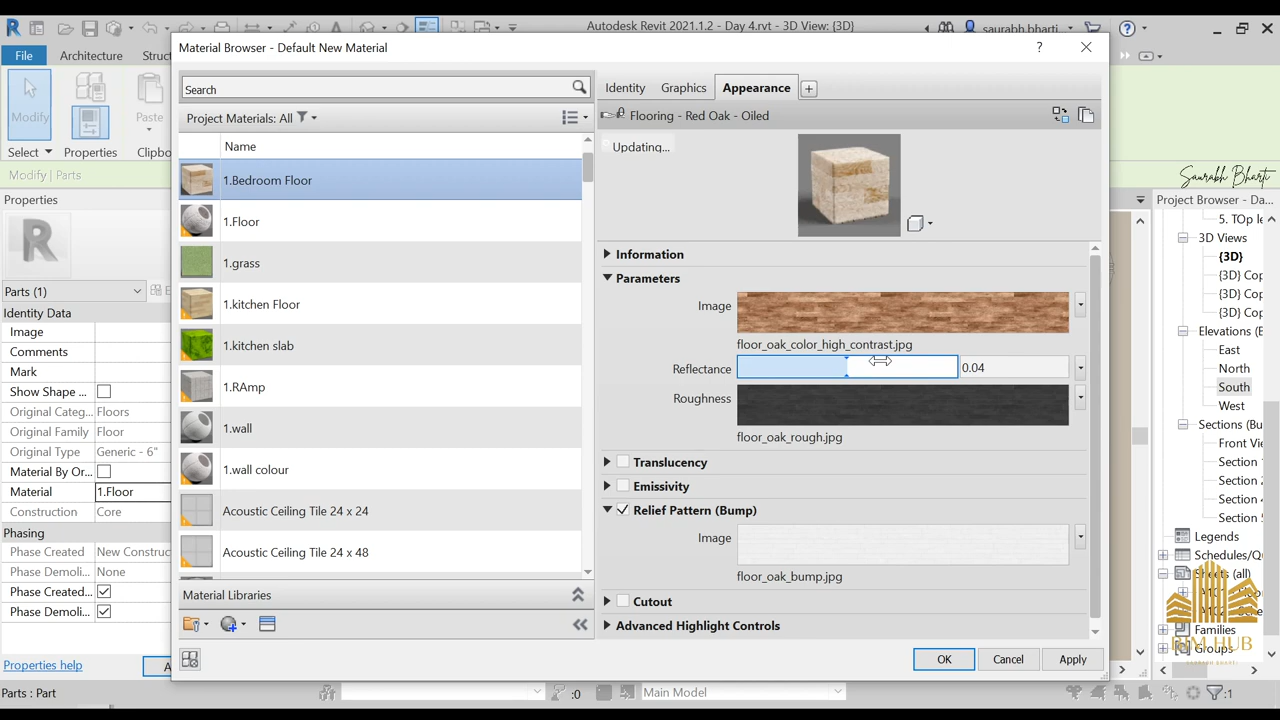 Autodesk Revit 2021.1.2 - Day 4.rvt - 3D View: {3D}
saurabh bharti
File
Architecture
Struct
Modify
Select
Properties
Paste
Clipbo
Modify | Parts
Properties
Parts (1)
Identity Data
Image
Comments
Mark
Show Shape ...
Original Categ... Floors
Original Family Floor
Original Type Generic - 6"
Material By Or...
Material 1.Floor
Construction Core
Phasing
Phase Created New Construc
Phase Demoli... None
Phase Created...
Phase Demoli...
Properties help
A
Parts : Part
Material Browser - Default New Material
?
Search
Project Materials: All
Name
1.Bedroom Floor
1.Floor
1.grass
1.kitchen Floor
1.kitchen slab
1.RAmp
1.wall
1.wall colour
Acoustic Ceiling Tile 24 x 24
Acoustic Ceiling Tile 24 x 48
Material Libraries
Identity
Graphics
Appearance
Flooring - Red Oak - Oiled
Updating...
Information
Parameters
Image
floor_oak_color_high_contrast.jpg
Reflectance 0.04
Roughness
floor_oak_rough.jpg
Translucency
Emissivity
Relief Pattern (Bump)
Image
floor_oak_bump.jpg
Cutout
Advanced Highlight Controls
OK
Cancel
Apply
Saurabh Bharti
Project Browser - Da...
5. TOp le
3D Views
{3D}
{3D} Cop
{3D} Cop
{3D} Cop
Elevations (B
East
North
South
West
Sections (Bu
Front Vie
Section
Section
Section
Section
Legends
Schedules/Qu
Sheets (all)
Families
Groups
:0
Main Model
:1